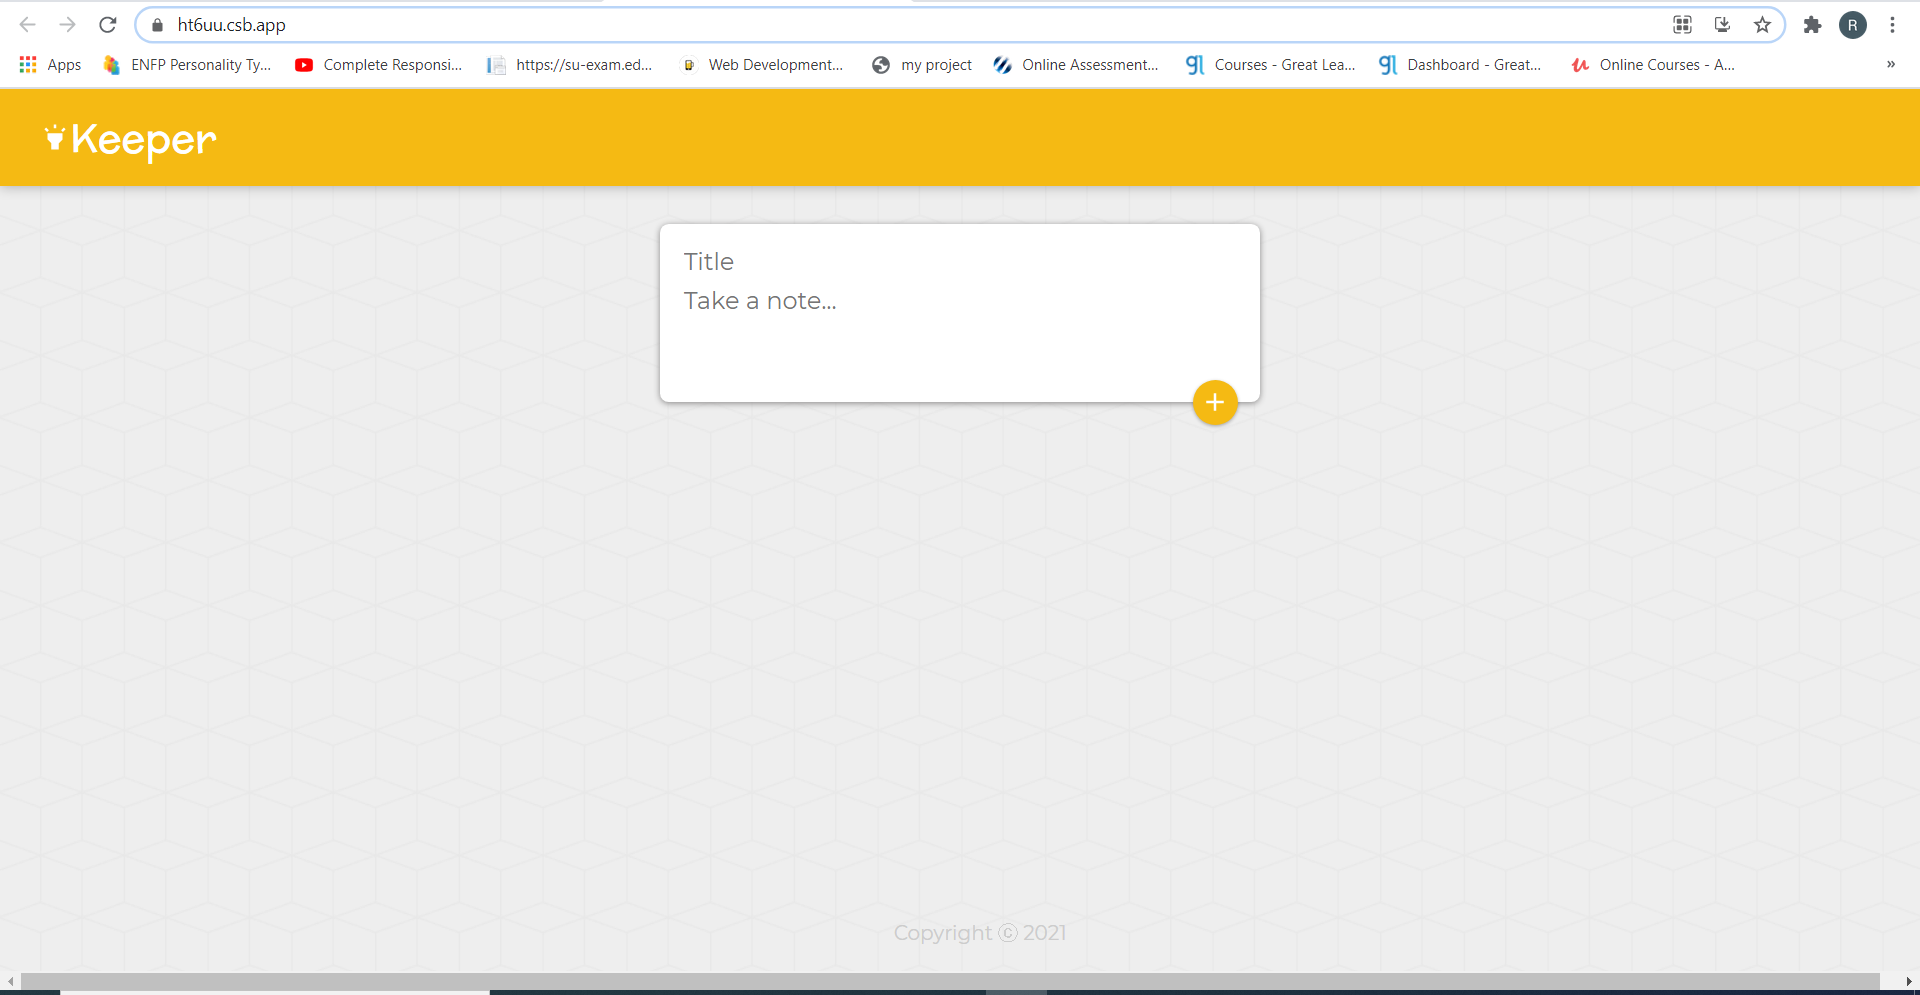 ht6uu.csb.app
R
Apps ENFP Personality Ty... Complete Responsi... https://su-exam.ed... Web Development... my project Online Assessment... Courses - Great Lea... Dashboard - Great... Online Courses - A... »
Keeper
Title
Take a note...
+
Copyright ⓒ 2021